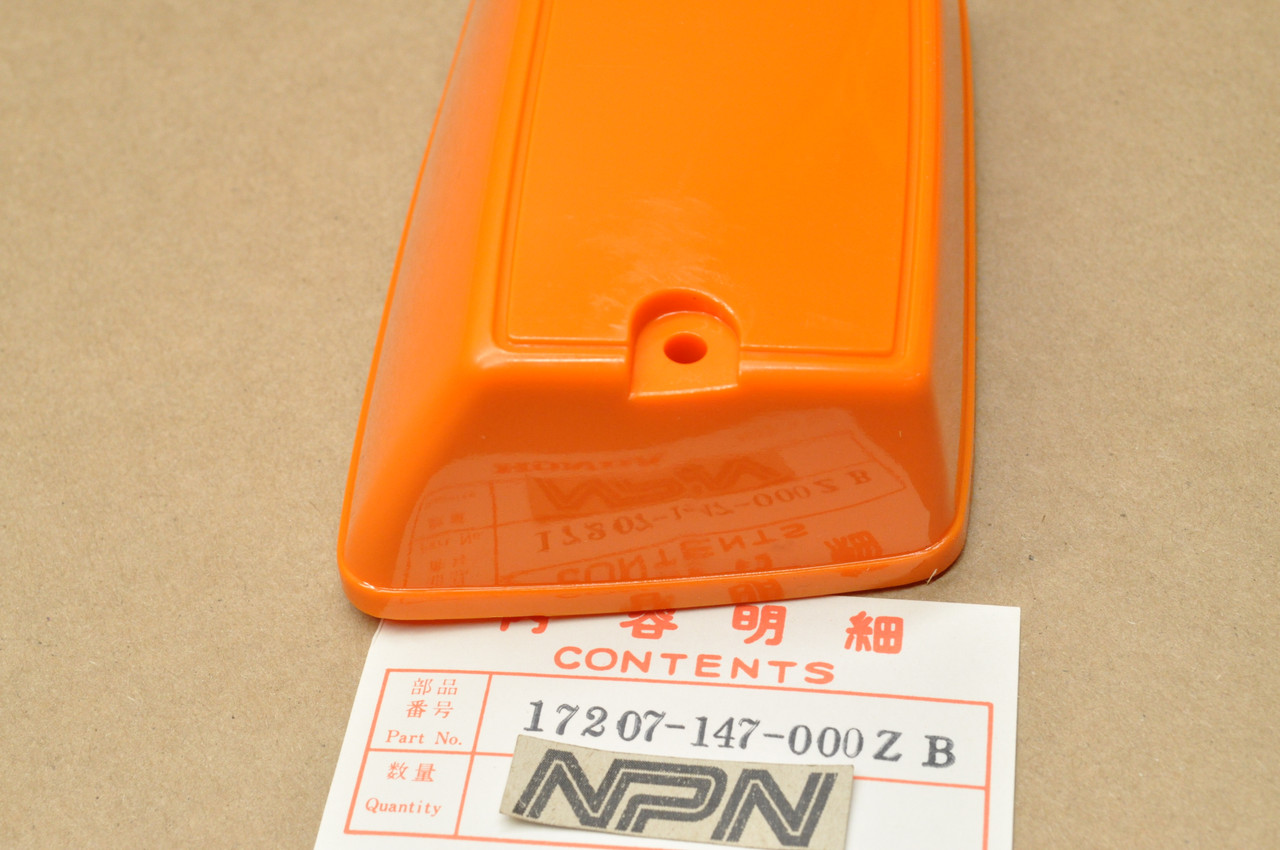 内容明細
CONTENTS
部品
番号
Part No.
17207-147-000ZB
数量
Quantity
NPN